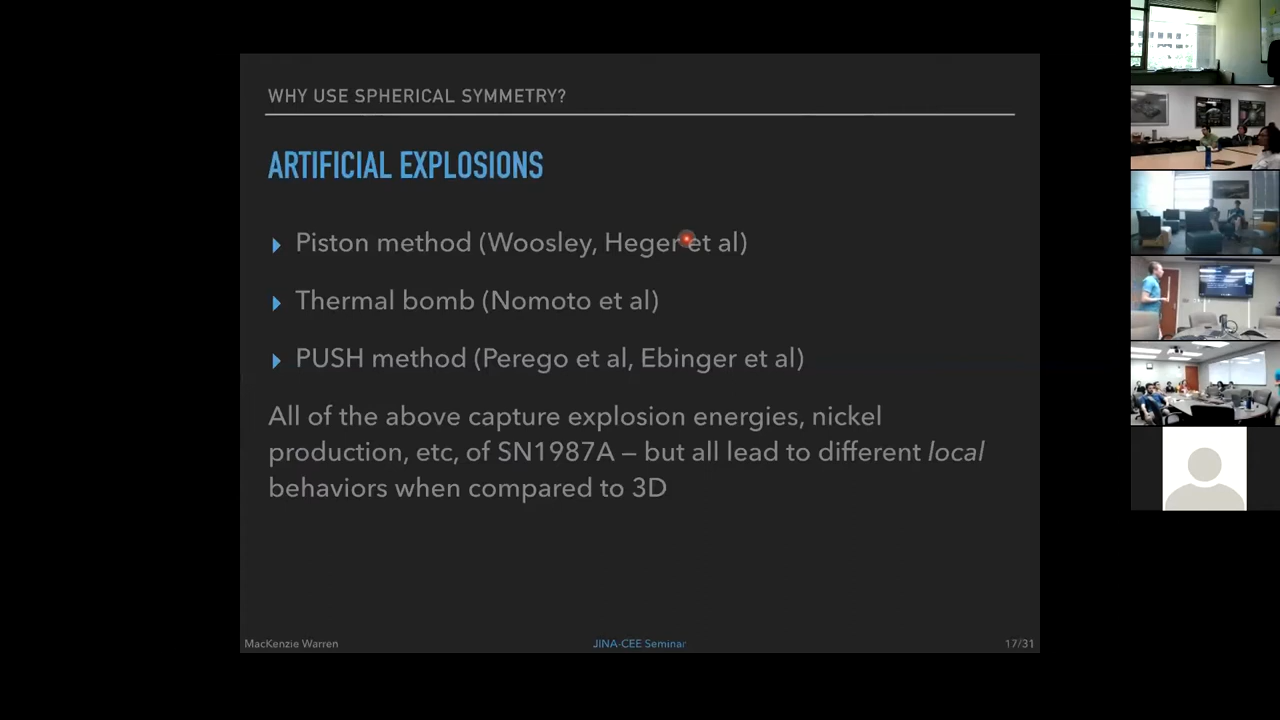 WHY USE SPHERICAL SYMMETRY?
ARTIFICIAL EXPLOSIONS
Piston method (Woosley, Heger et al)
Thermal bomb (Nomoto et al)
PUSH method (Perego et al, Ebinger et al)
All of the above capture explosion energies, nickel
production, etc, of SN1987A – but all lead to different local
behaviors when compared to 3D
MacKenzie Warren
JINA-CEE Seminar
17/31